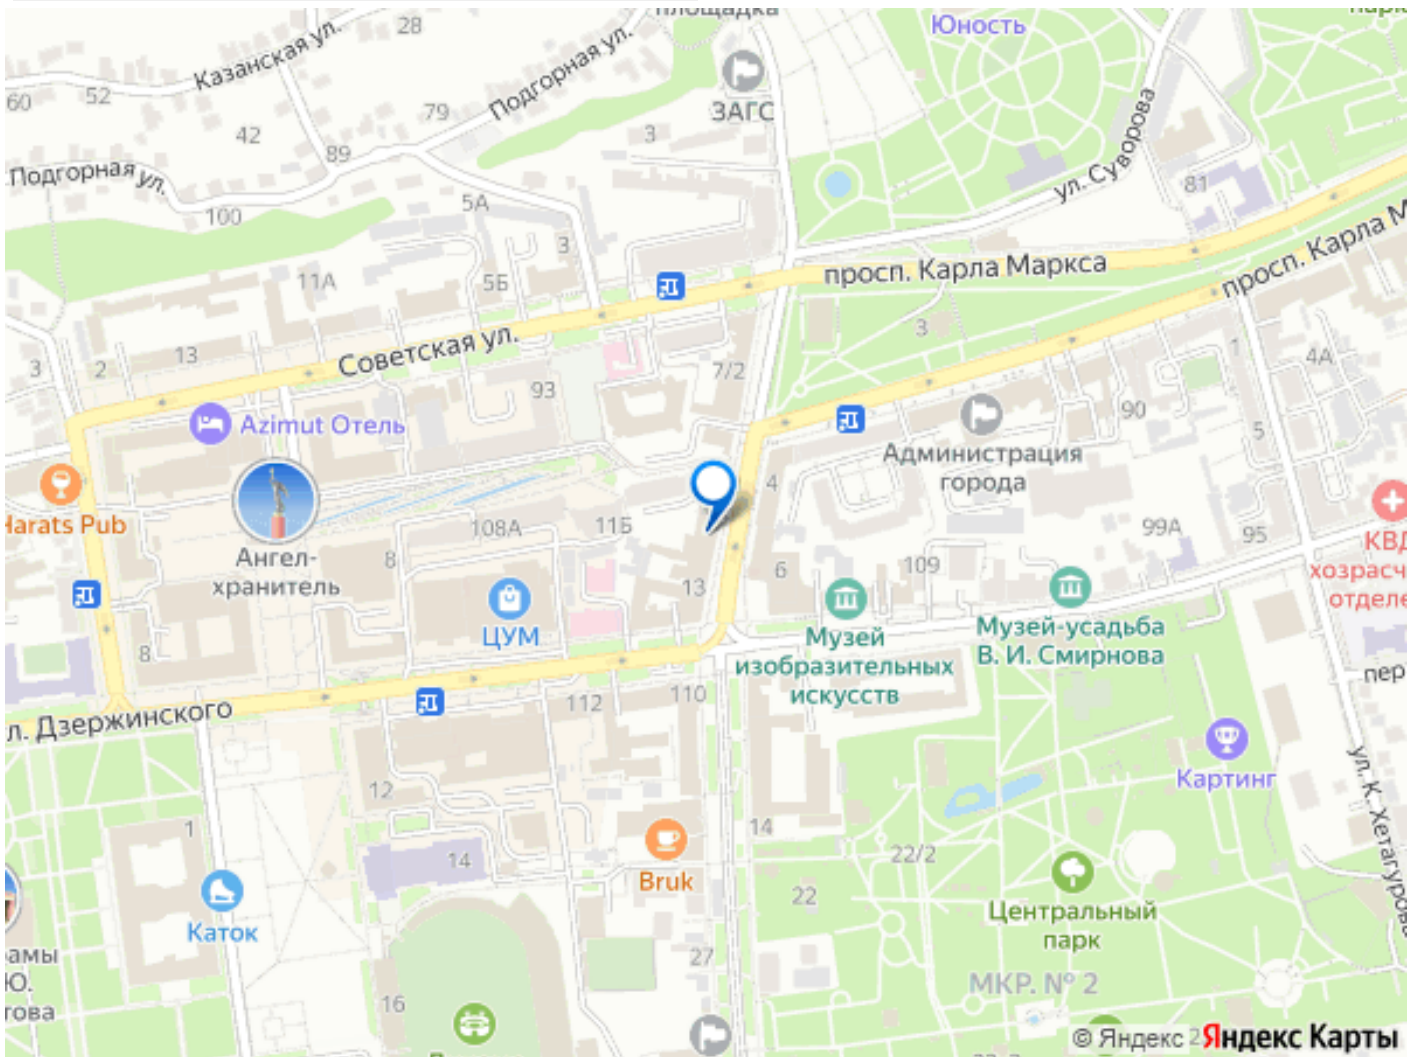 площадка
Юность
28
Казанская ул.
Подгорная ул.
ЗАГС
60
52
79
42
3
89
ул. Суворова
Подгорная ул.
81
100
5А
3
просп. Карла Маркса
просп. Карла М
11А
5Б
3
Советская ул.
13
3
2
7/2
1
4А
93
90
Azimut Отель
5
Администрация
города
4
Harats Pub
108А
11Б
99А
95
КВД
хозрасч
отделе
Ангел-
хранитель
8
6
109
13
ЦУМ
Музей
изобразительных
искусств
Музей-усадьба
В. И. Смирнова
8
пер
112
110
л. Дзержинского
Картинг
ул. К. Хетагурова
12
1
14
14
22/2
Bruk
22
Каток
Центральный
парк
амы
Ю.
това
27
МКР. № 2
16
© Яндекс 2
Яндекс Карты